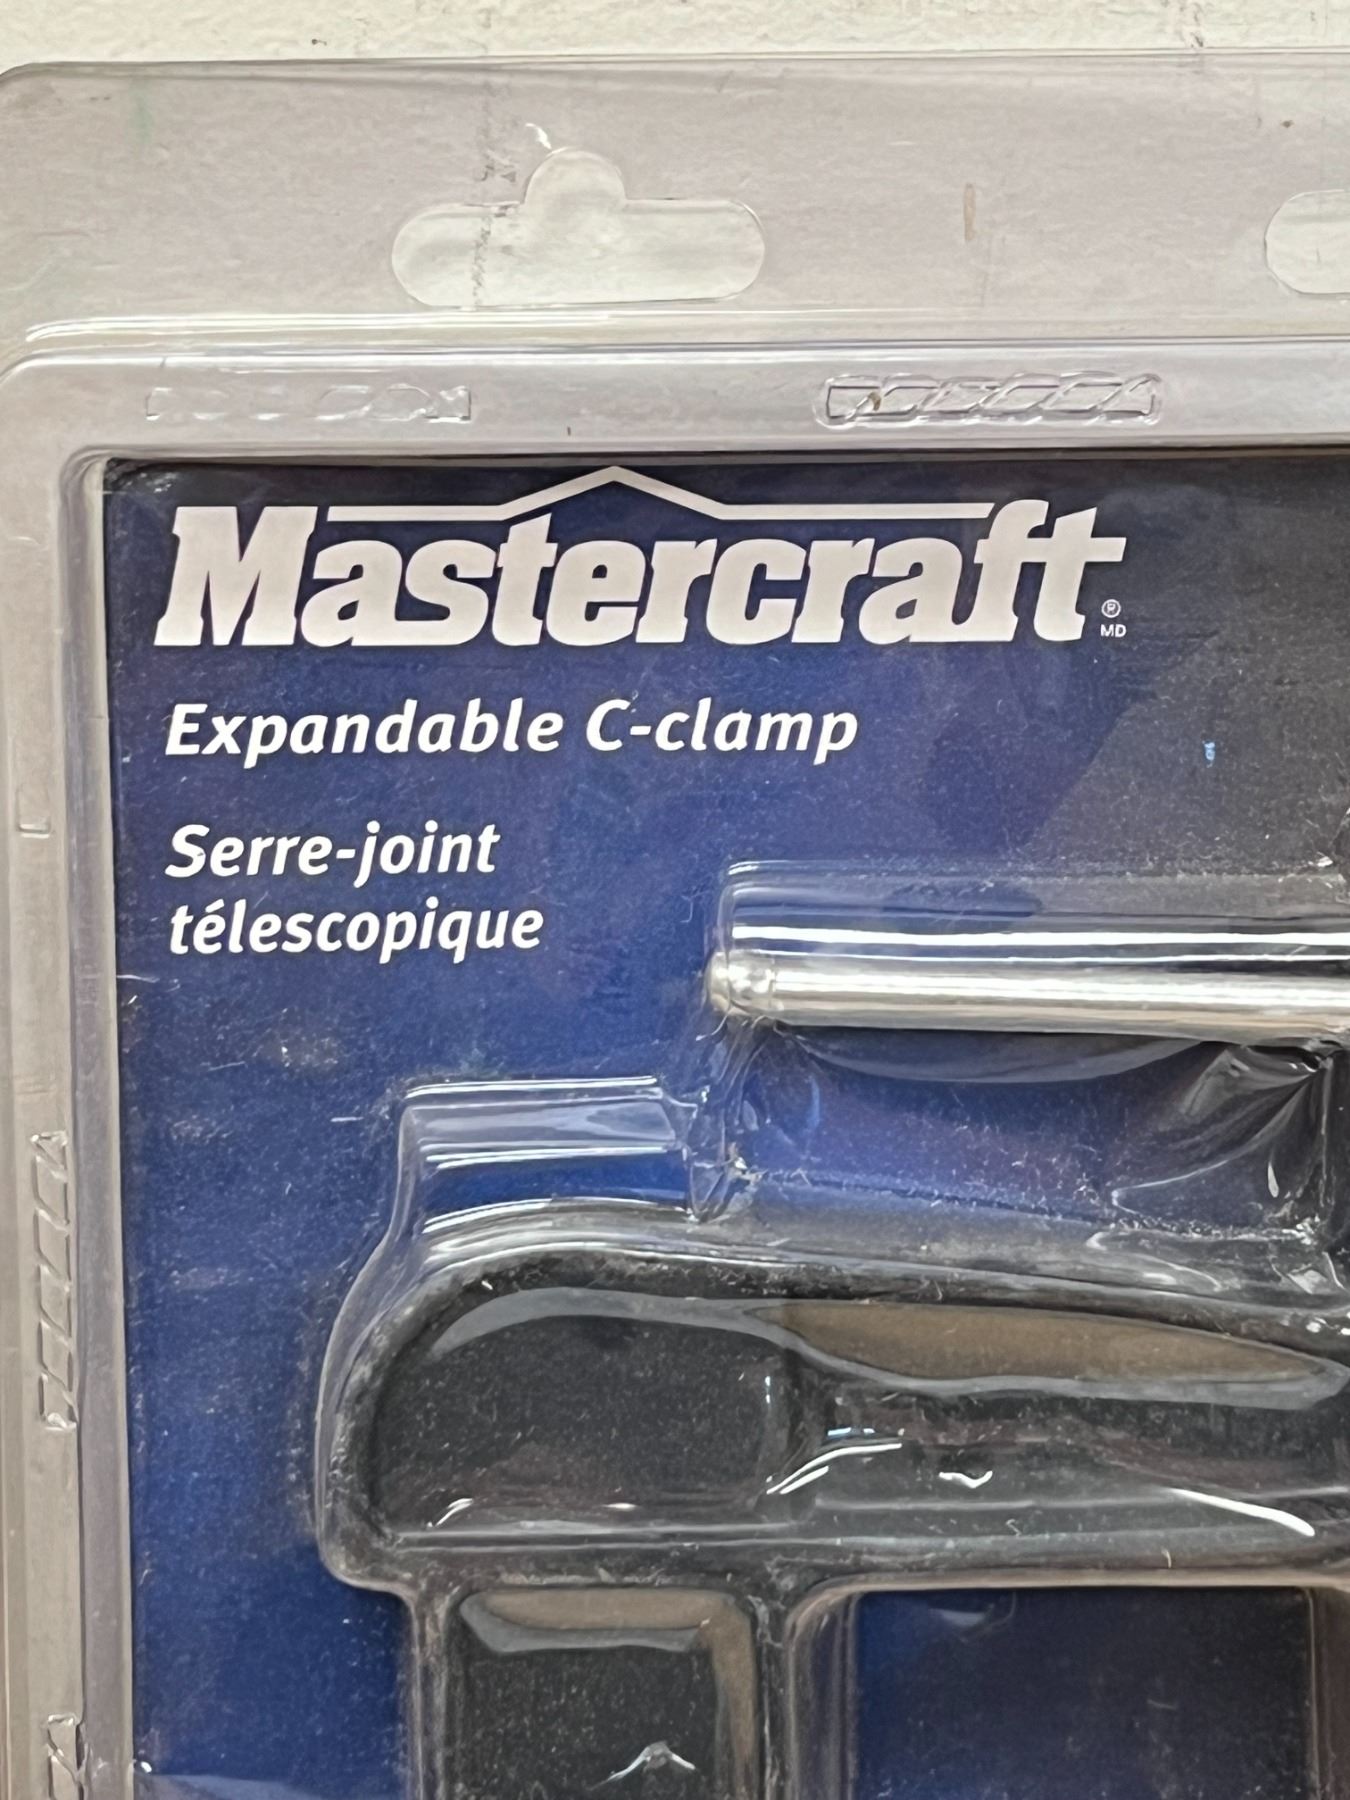 Mastercraft
®
MD
Expandable C-clamp
Serre-joint
télescopique